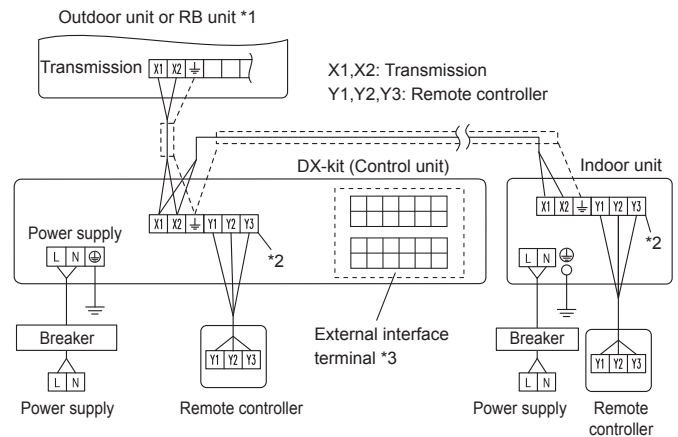 Outdoor unit or RB unit *1
Transmission
X1 X2
X1,X2: Transmission
Y1,Y2,Y3: Remote controller
DX-kit (Control unit)
Indoor unit
X1 X2 Y1 Y2 Y3
*2
X1 X2 Y1 Y2 Y3
*2
Power supply
L N
L N
External interface
terminal *3
Breaker
Breaker
Y1 Y2 Y3
Y1 Y2 Y3
L N
L N
Power supply
Remote controller
Power supply
Remote
controller